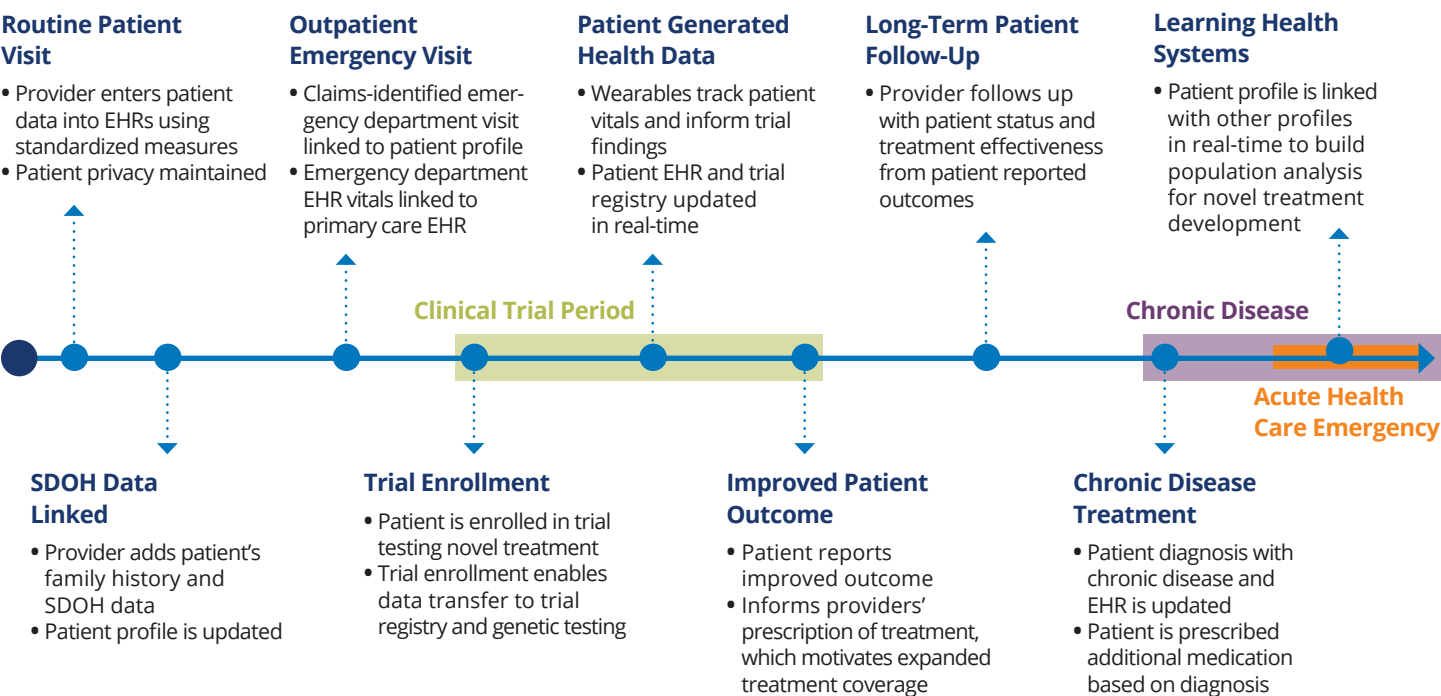 Routine Patient
Visit
• Provider enters patient
data into EHRs using
standardized measures
• Patient privacy maintained
Outpatient
Emergency Visit
• Claims-identified emer-
gency department visit
linked to patient profile
• Emergency department
EHR vitals linked to
primary care EHR
Patient Generated
Health Data
• Wearables track patient
vitals and inform trial
findings
• Patient EHR and trial
registry updated
in real-time
Long-Term Patient
Follow-Up
• Provider follows up
with patient status and
treatment effectiveness
from patient reported
outcomes
Learning Health
Systems
• Patient profile is linked
with other profiles
in real-time to build
population analysis
for novel treatment
development
Clinical Trial Period
Chronic Disease
Acute Health
Care Emergency
SDOH Data
Linked
• Provider adds patient’s
family history and
SDOH data
• Patient profile is updated
Trial Enrollment
• Patient is enrolled in trial
testing novel treatment
• Trial enrollment enables
data transfer to trial
registry and genetic testing
Improved Patient
Outcome
• Patient reports
improved outcome
• Informs providers’
prescription of treatment,
which motivates expanded
treatment coverage
Chronic Disease
Treatment
• Patient diagnosis with
chronic disease and
EHR is updated
• Patient is prescribed
additional medication
based on diagnosis